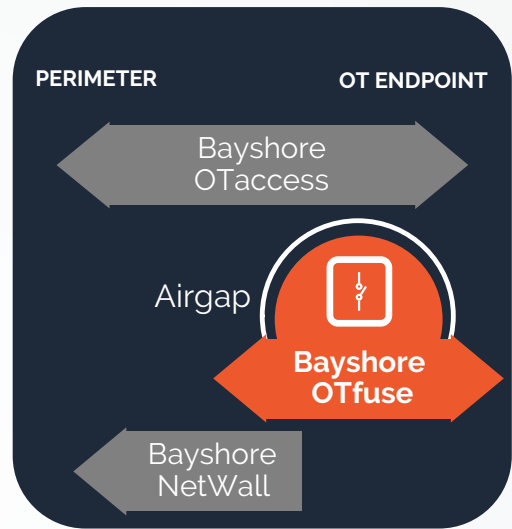 PERIMETER
OT ENDPOINT
Bayshore
OTaccess
Airgap
Bayshore
OTfuse
Bayshore
NetWall